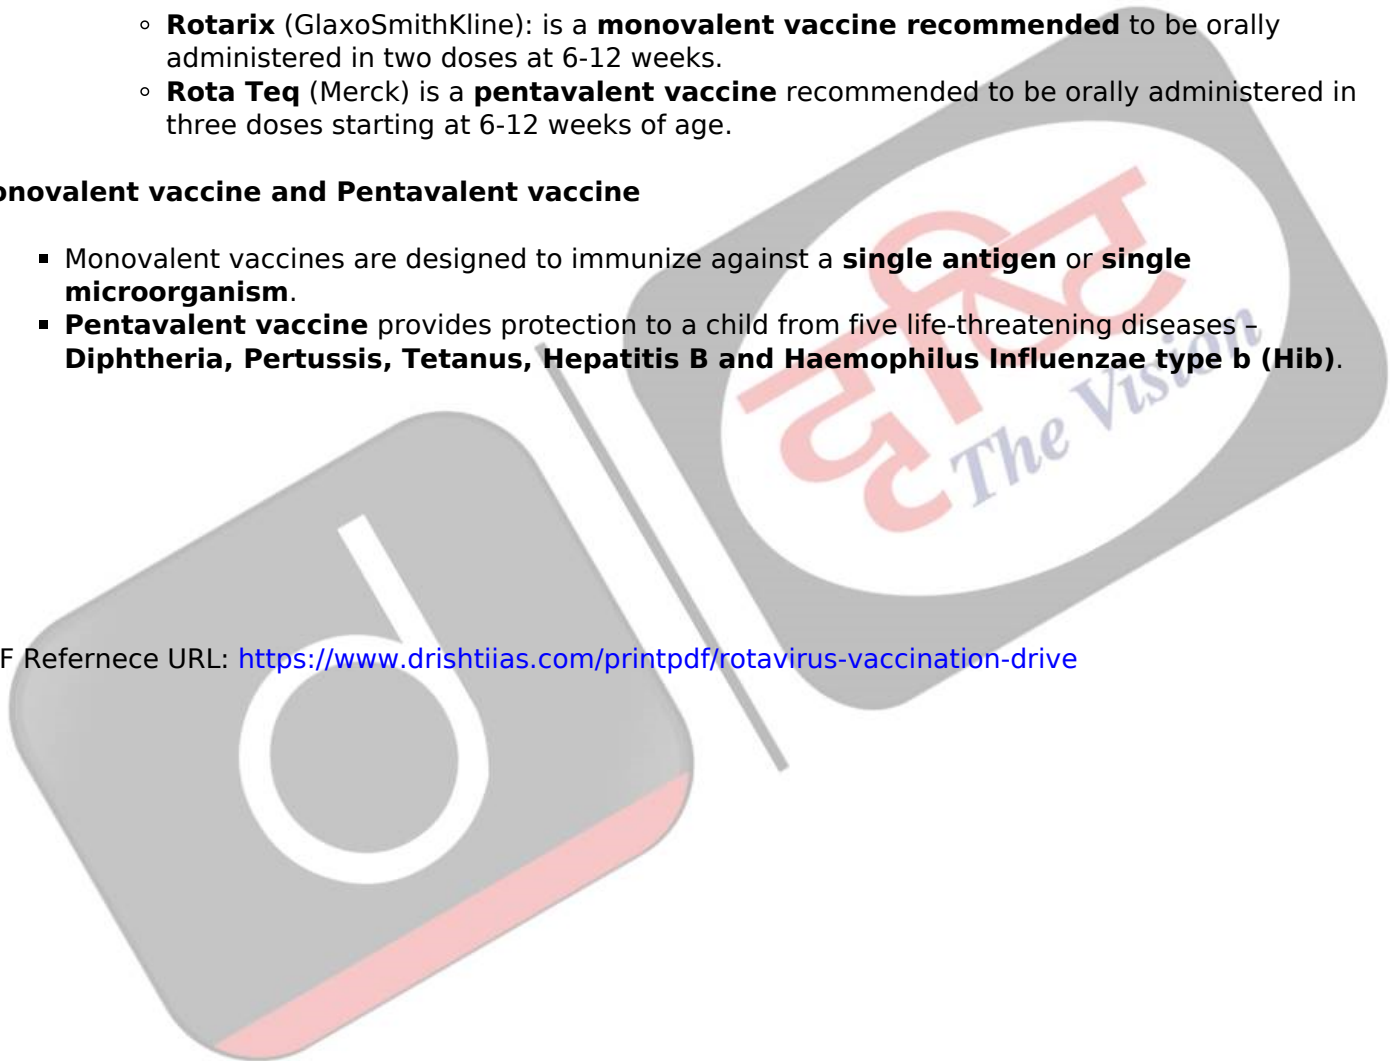 Rotarix (GlaxoSmithKline): is a monovalent vaccine recommended to be orally
administered in two doses at 6-12 weeks.
Rota Teq (Merck) is a pentavalent vaccine recommended to be orally administered in
three doses starting at 6-12 weeks of age.
onovalent vaccine and Pentavalent vaccine
Monovalent vaccines are designed to immunize against a single antigen or single
microorganism.
Pentavalent vaccine provides protection to a child from five life-threatening diseases –
Diphtheria, Pertussis, Tetanus, Hepatitis B and Haemophilus Influenzae type b (Hib).
दृष्टि
The Vision
d
F Refernece URL: https://www.drishtiias.com/printpdf/rotavirus-vaccination-drive